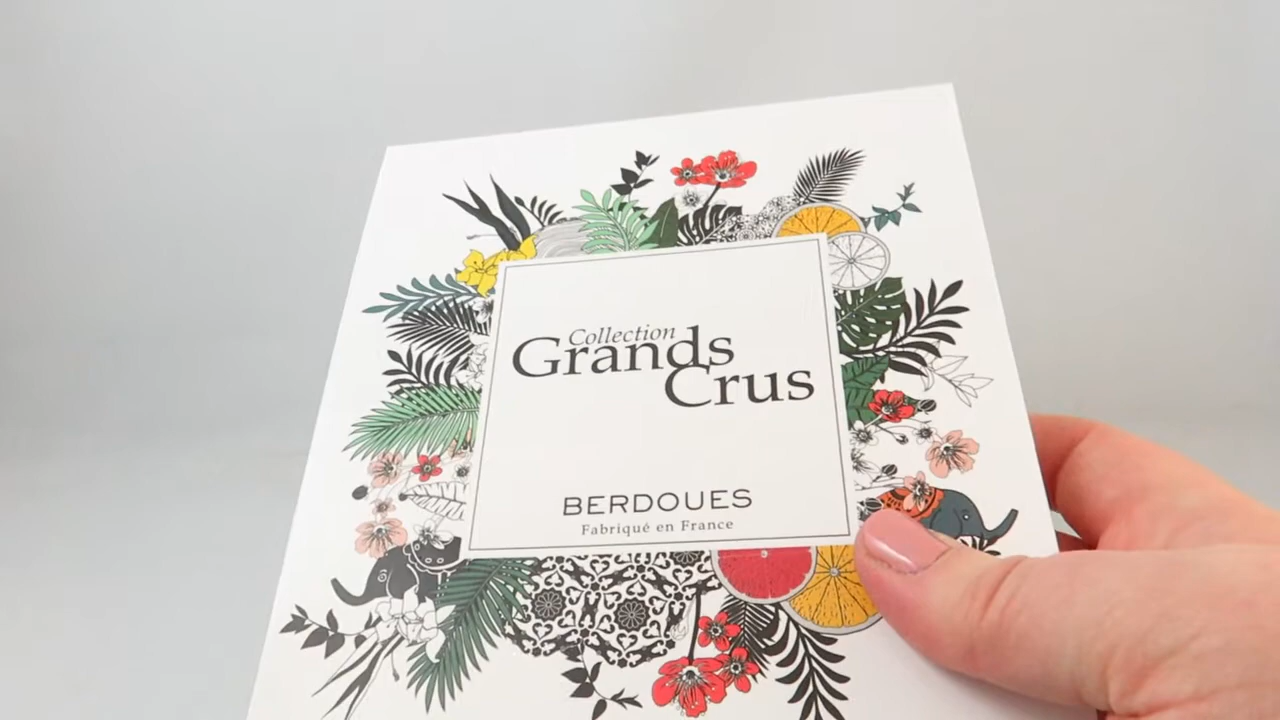 Collection
Grands
Crus
BERDOUES
Fabriqué en France